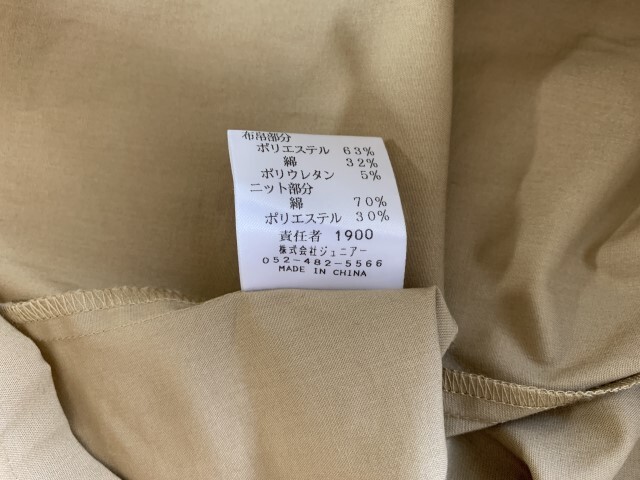 布帛部分
ポリエステル 63%
綿 32%
ポリウレタン 5%
ニット部分
綿 70%
ポリエステル 30%
責任者 1900
株式会社ジュニアー
052-482-5566
MADE IN CHINA